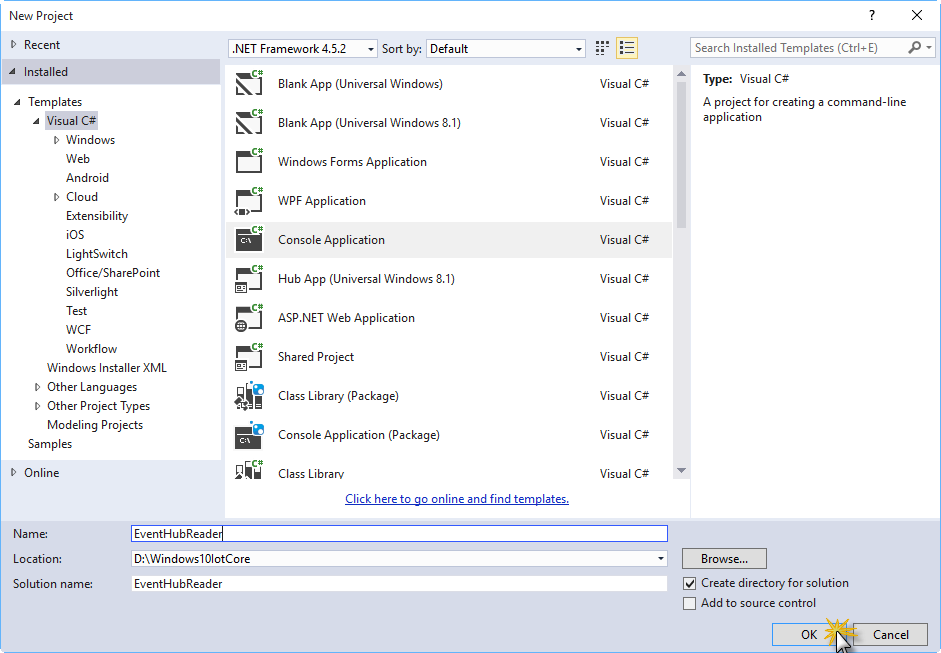 New Project
?
Recent
.NET Framework 4.5.2 Sort by: Default
Search Installed Templates (Ctrl+E)
Installed
Templates
Visual C#
Windows
Web
Android
Cloud
Extensibility
iOS
LightSwitch
Office/SharePoint
Silverlight
Test
WCF
Workflow
Windows Installer XML
Other Languages
Other Project Types
Modeling Projects
Samples
Online
C# Blank App (Universal Windows) Visual C#
C# Blank App (Universal Windows 8.1) Visual C#
C# Windows Forms Application Visual C#
C# WPF Application Visual C#
C# C:\ Console Application Visual C#
C# Hub App (Universal Windows 8.1) Visual C#
C# ASP.NET Web Application Visual C#
C# Shared Project Visual C#
Class Library (Package) Visual C#
C:\ Console Application (Package) Visual C#
C# Class Library Visual C#
Click here to go online and find templates.
Type: Visual C#
A project for creating a command-line
application
Name: EventHubReader
Location: D:\Windows10IotCore Browse...
Solution name: EventHubReader
Create directory for solution
Add to source control
OK Cancel